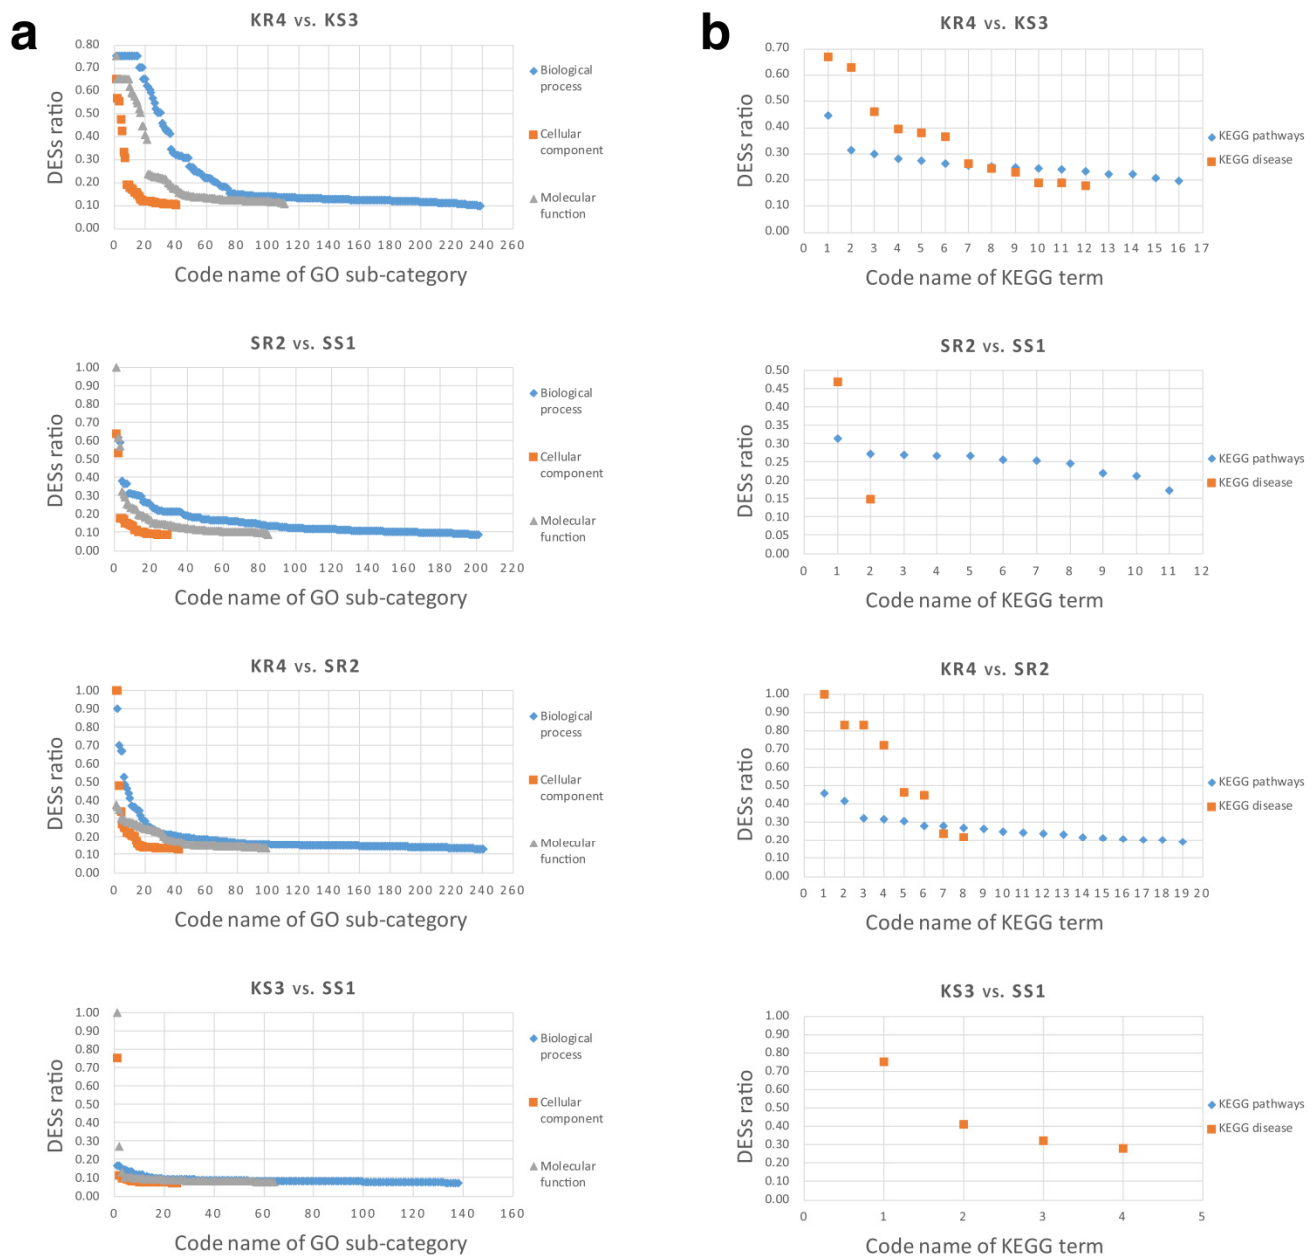 a
KR4 vs. KS3
0.80
0.70
0.60
0.50
0.40
0.30
0.20
0.10
0.00
DESs ratio
0 20 40 60 80 100 120 140 160 180 200 220 240 260
Code name of GO sub-category
Biological
process
Cellular
component
Molecular
function
SR2 vs. SS1
1.00
0.90
0.80
0.70
0.60
0.50
0.40
0.30
0.20
0.10
0.00
DESs ratio
0 20 40 60 80 100 120 140 160 180 200 220
Code name of GO sub-category
Biological
process
Cellular
component
Molecular
function
KR4 vs. SR2
1.00
0.90
0.80
0.70
0.60
0.50
0.40
0.30
0.20
0.10
0.00
DESs ratio
0 20 40 60 80 100 120 140 160 180 200 220 240 260
Code name of GO sub-category
Biological
process
Cellular
component
Molecular
function
KS3 vs. SS1
1.00
0.90
0.80
0.70
0.60
0.50
0.40
0.30
0.20
0.10
0.00
DESs ratio
0 20 40 60 80 100 120 140 160
Code name of GO sub-category
Biological
process
Cellular
component
Molecular
function
b
KR4 vs. KS3
0.70
0.60
0.50
0.40
0.30
0.20
0.10
0.00
DESs ratio
0 1 2 3 4 5 6 7 8 9 10 11 12 13 14 15 16 17
Code name of KEGG term
KEGG pathways
KEGG disease
SR2 vs. SS1
0.50
0.45
0.40
0.35
0.30
0.25
0.20
0.15
0.10
0.05
0.00
DESs ratio
0 1 2 3 4 5 6 7 8 9 10 11 12
Code name of KEGG term
KEGG pathways
KEGG disease
KR4 vs. SR2
1.00
0.90
0.80
0.70
0.60
0.50
0.40
0.30
0.20
0.10
0.00
DESs ratio
0 1 2 3 4 5 6 7 8 9 10 11 12 13 14 15 16 17 18 19 20
Code name of KEGG term
KEGG pathways
KEGG disease
KS3 vs. SS1
1.00
0.90
0.80
0.70
0.60
0.50
0.40
0.30
0.20
0.10
0.00
DESs ratio
0 1 2 3 4 5
Code name of KEGG term
KEGG pathways
KEGG disease